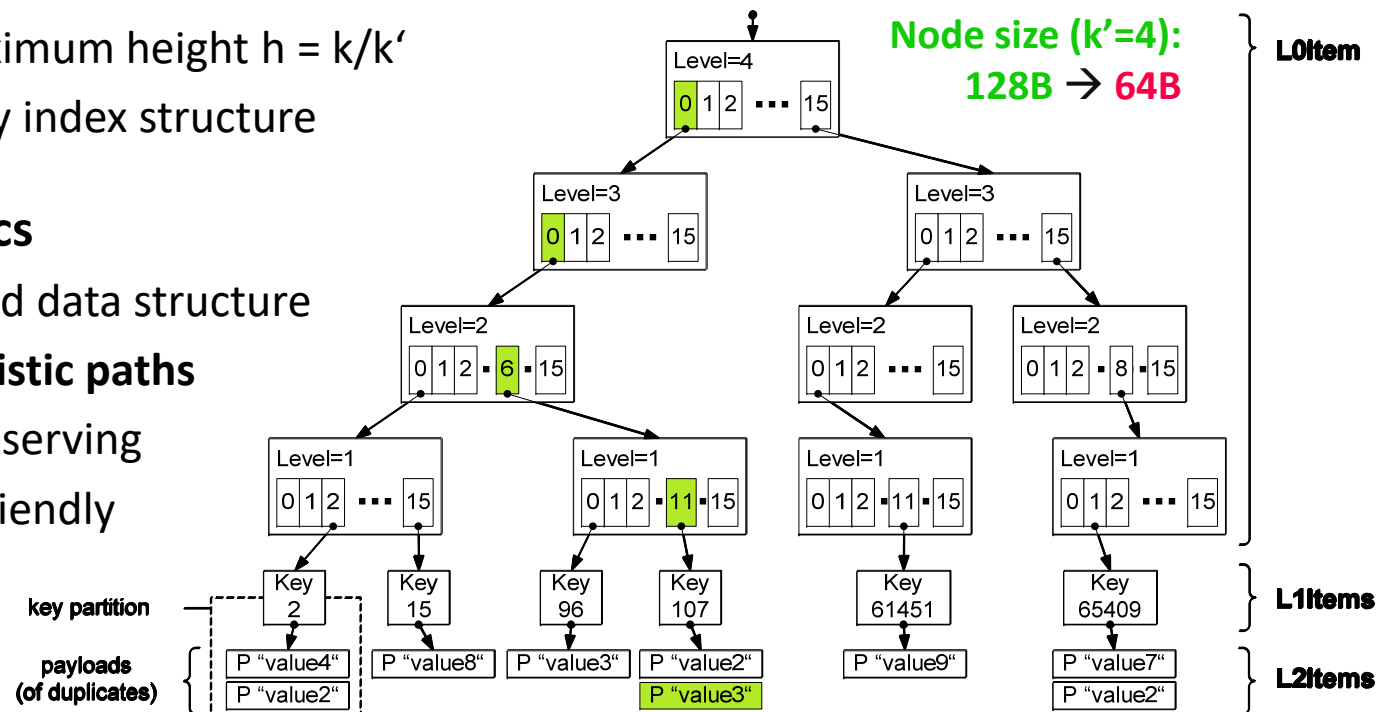 ximum height h = k/k‘
y index structure
cs
d data structure
istic paths
serving
iendly
Node size (k’=4):
128B → 64B
L0Item
Level=4
0 1 2 ▪▪▪ 15
Level=3
0 1 2 ▪▪▪ 15
Level=3
0 1 2 ▪▪▪ 15
Level=2
0 1 2 ▪ 6 ▪ 15
Level=2
0 1 2 ▪▪▪ 15
Level=2
0 1 2 ▪ 8 ▪ 15
Level=1
0 1 2 ▪▪▪ 15
Level=1
0 1 2 ▪ 11 ▪ 15
Level=1
0 1 2 ▪ 11 ▪ 15
Level=1
0 1 2 ▪▪▪ 15
key partition
Key
2
Key
15
Key
96
Key
107
Key
61451
Key
65409
L1Items
payloads
(of duplicates)
P “value4“
P “value2“
P “value8“
P “value3“
P “value2“
P “value3“
P “value9“
P “value7“
P “value2“
L2Items